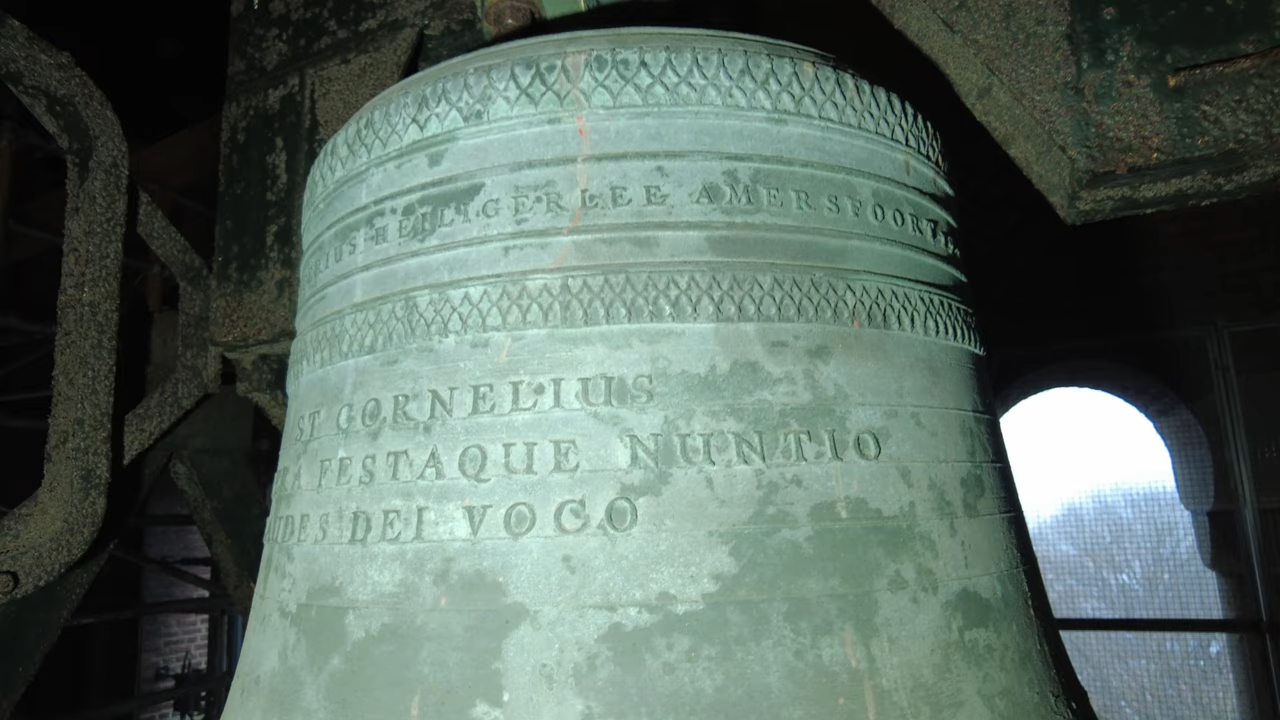 HEILIGERLEE AMERSFOORT
ST CORNELIUS
FESTAQUE NUNTIO
DEI VOCO